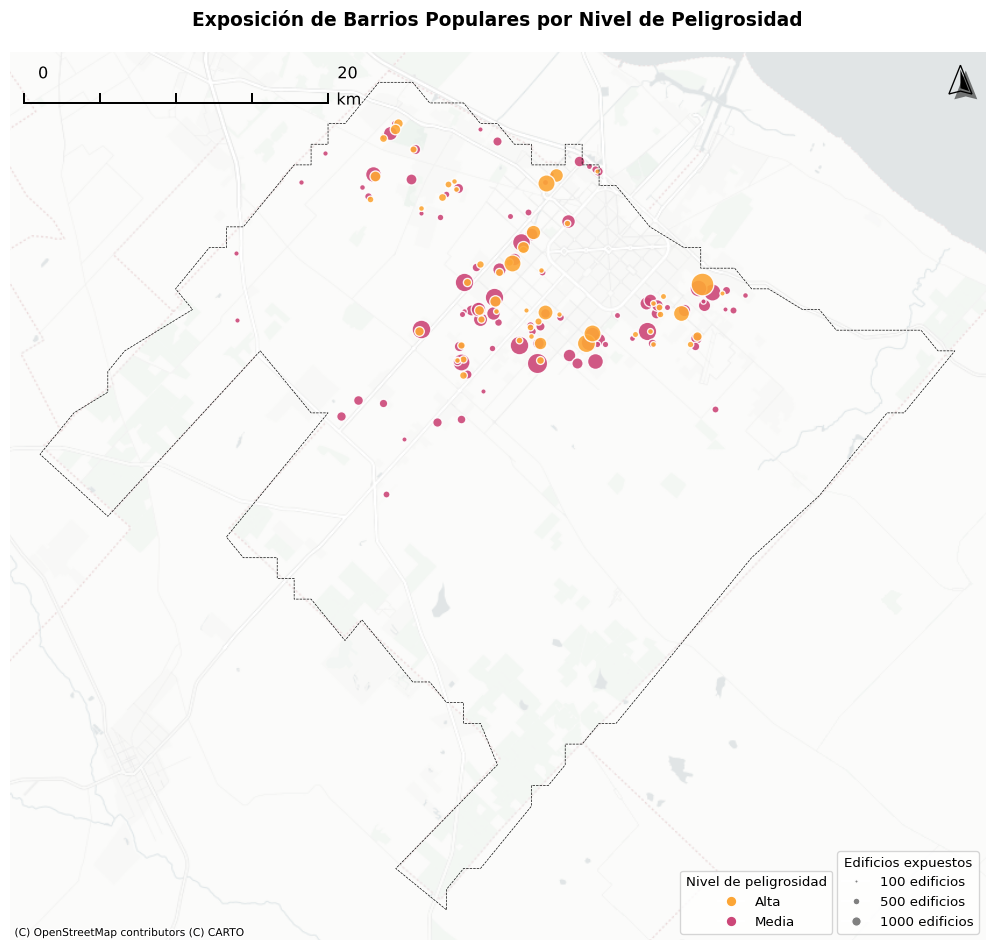 Exposición de Barrios Populares por Nivel de Peligrosidad
0 20
km
Nivel de peligrosidad
Alta
Media
Edificios expuestos
100 edificios
500 edificios
1000 edificios
(C) OpenStreetMap contributors (C) CARTO